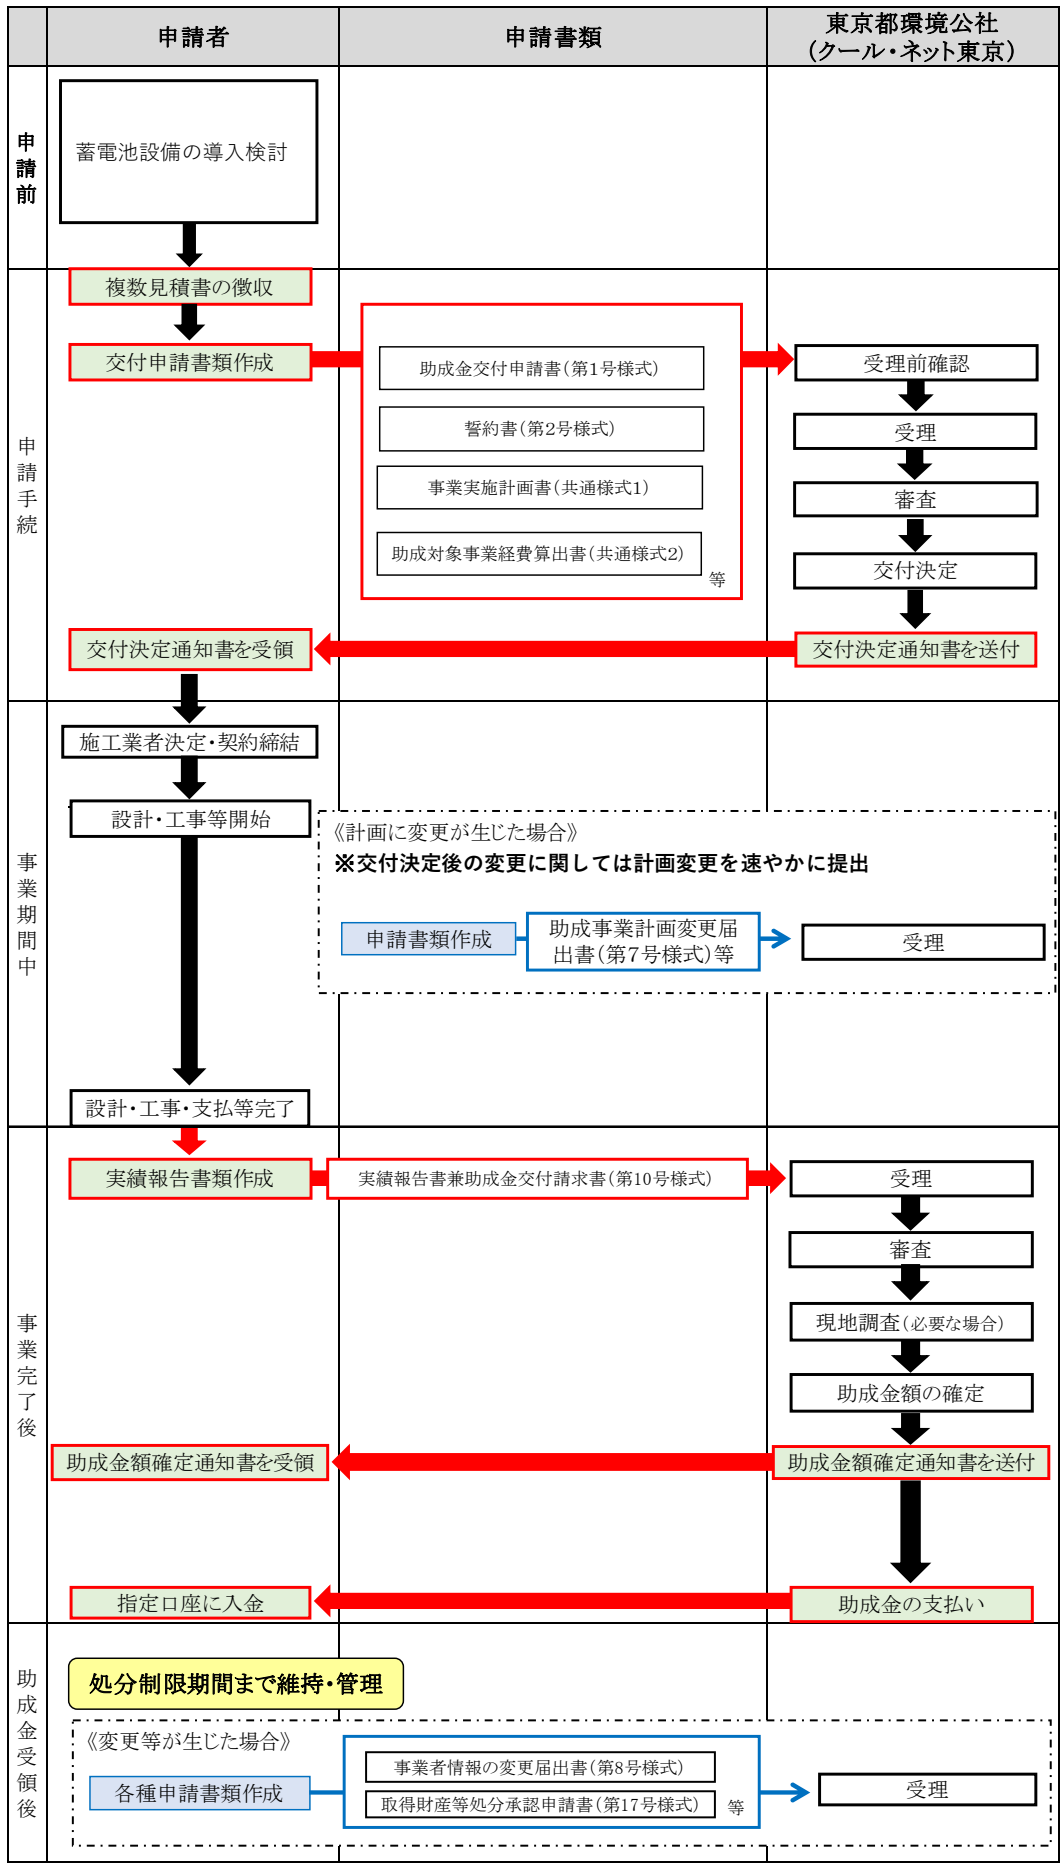 申請者
申請書類
東京都環境公社
(クール・ネット東京)
申請前
蓄電池設備の導入検討
申請手続
複数見積書の徴収
交付申請書類作成
助成金交付申請書(第1号様式)
誓約書(第2号様式)
事業実施計画書(共通様式1)
助成対象事業経費算出書(共通様式2)
等
受理前確認
受理
審査
交付決定
交付決定通知書を受領
交付決定通知書を送付
事業期間中
施工業者決定・契約締結
設計・工事等開始
《計画に変更が生じた場合》
※交付決定後の変更に関しては計画変更を速やかに提出
申請書類作成
助成事業計画変更届
出書(第7号様式)等
受理
設計・工事・支払等完了
事業完了後
実績報告書類作成
実績報告書兼助成金交付請求書(第10号様式)
受理
審査
現地調査(必要な場合)
助成金額の確定
助成金額確定通知書を受領
助成金額確定通知書を送付
指定口座に入金
助成金の支払い
助成金受領後
処分制限期間まで維持・管理
《変更等が生じた場合》
各種申請書類作成
事業者情報の変更届出書(第8号様式)
取得財産等処分承認申請書(第17号様式)
等
受理